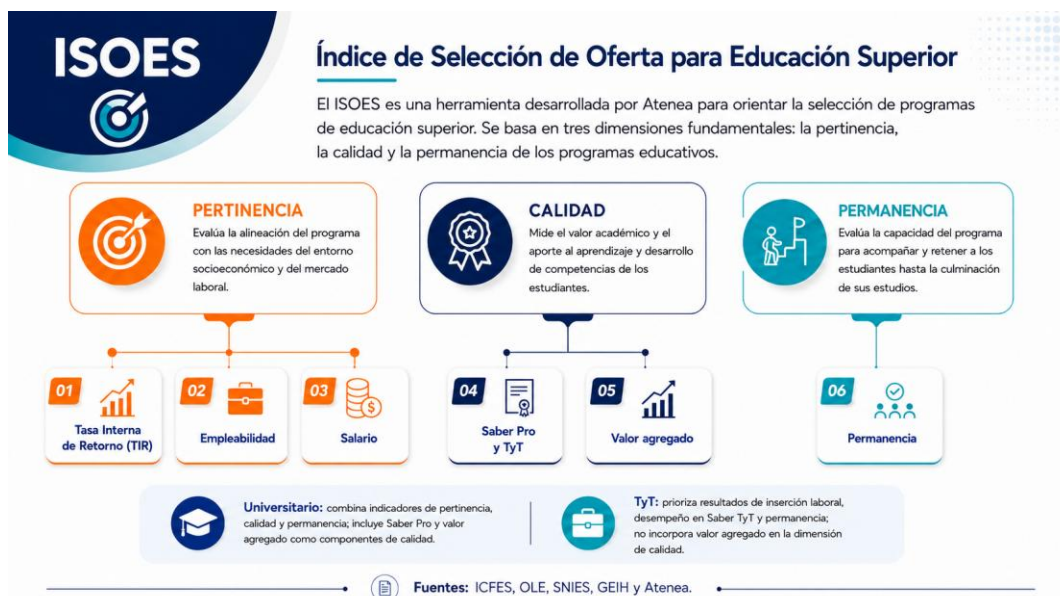 ISOES
Índice de Selección de Oferta para Educación Superior
El ISOES es una herramienta desarrollada por Atenea para orientar la selección de programas
de educación superior. Se basa en tres dimensiones fundamentales: la pertinencia,
la calidad y la permanencia de los programas educativos.
PERTINENCIA
Evalúa la alineación del programa
con las necesidades del entorno
socioeconómico y del mercado
laboral.
CALIDAD
Mide el valor académico y el
aporte al aprendizaje y desarrollo
de competencias de los
estudiantes.
PERMANENCIA
Evalúa la capacidad del programa
para acompañar y retener a los
estudiantes hasta la culminación
de sus estudios.
01
Tasa Interna
de Retorno (TIR)
02
Empleabilidad
03
$
Salario
04
Saber Pro
y TyT
05
Valor agregado
06
Permanencia
Universitario: combina indicadores de pertinencia,
calidad y permanencia; incluye Saber Pro y valor
agregado como componentes de calidad.
TyT: prioriza resultados de inserción laboral,
desempeño en Saber TyT y permanencia;
no incorpora valor agregado en la dimensión
de calidad.
Fuentes: ICFES, OLE, SNIES, GEIH y Atenea.